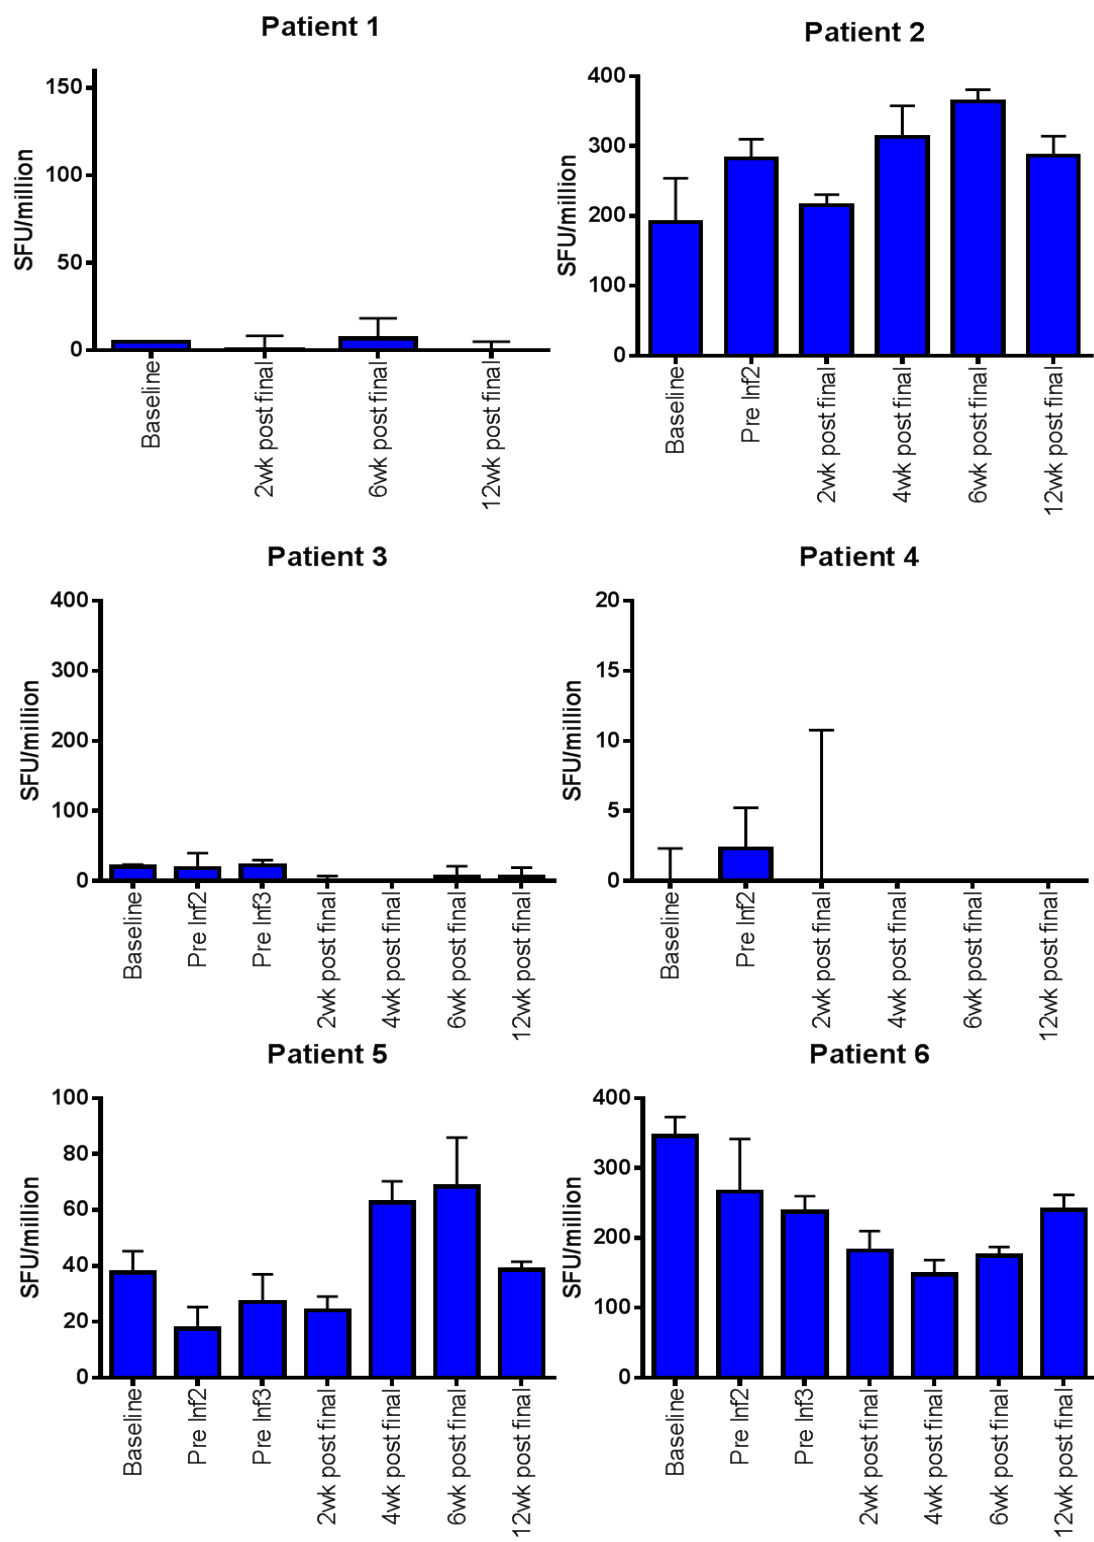 Patient 1
SFU/million
150
100
50
0
Baseline
2wk post final
6wk post final
12wk post final
Patient 2
SFU/million
400
300
200
100
0
Baseline
Pre Inf2
2wk post final
4wk post final
6wk post final
12wk post final
Patient 3
SFU/million
400
300
200
100
0
Baseline
Pre Inf2
Pre Inf3
2wk post final
4wk post final
6wk post final
12wk post final
Patient 4
SFU/million
20
15
10
5
0
Baseline
Pre Inf2
2wk post final
4wk post final
6wk post final
12wk post final
Patient 5
SFU/million
100
80
60
40
20
0
Baseline
Pre Inf2
Pre Inf3
2wk post final
4wk post final
6wk post final
12wk post final
Patient 6
SFU/million
400
300
200
100
0
Baseline
Pre Inf2
Pre Inf3
2wk post final
4wk post final
6wk post final
12wk post final